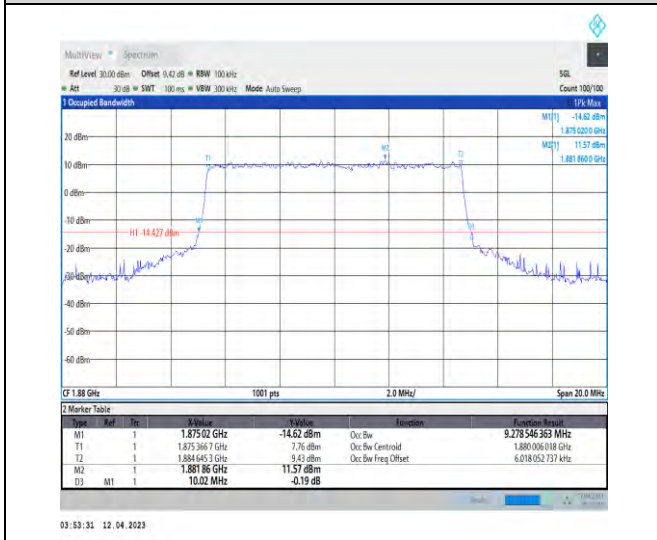 MultiView Spectrum
Ref Level 30.00 dBm Offset 0.42 dB RBW 100 kHz SGL
Att 30 dB SWT 100 ms VBW 300 kHz Mode Auto Sweep Count 100/100
1 Occupied Bandwidth 1Pk Max
M1[1] -14.62 dBm
1.875 020 0 GHz
M2[1] 11.57 dBm
1.881 860 0 GHz
20 dBm
T1 M2 T2
10 dBm
0 dBm
-10 dBm
M1
H1 -14.427 dBm
-20 dBm
-30 dBm
-40 dBm
-50 dBm
-60 dBm
CF 1.88 GHz 1001 pts 2.0 MHz/ Span 20.0 MHz
2 Marker Table
Type Ref Trc X-Value Y-Value Function Function Result
M1 1 1.875 02 GHz -14.62 dBm Occ Bw 9.278 546 363 MHz
T1 1 1.875 366 7 GHz 7.76 dBm Occ Bw Centroid 1.880 006 018 GHz
T2 1 1.884 645 3 GHz 9.43 dBm Occ Bw Freq Offset 6.018 052 737 kHz
M2 1 1.881 86 GHz 11.57 dBm
D3 M1 1 10.02 MHz -0.19 dB
03:53:31 12.04.2023